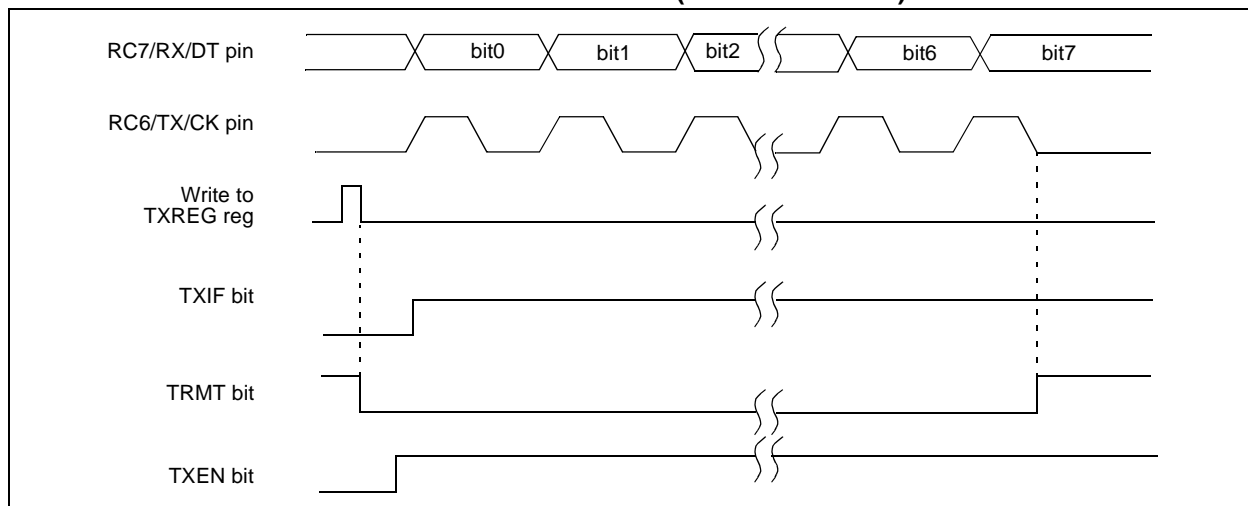 RC7/RX/DT pin
bit0 bit1 bit2 bit6 bit7
RC6/TX/CK pin
Write to
TXREG reg
TXIF bit
TRMT bit
TXEN bit